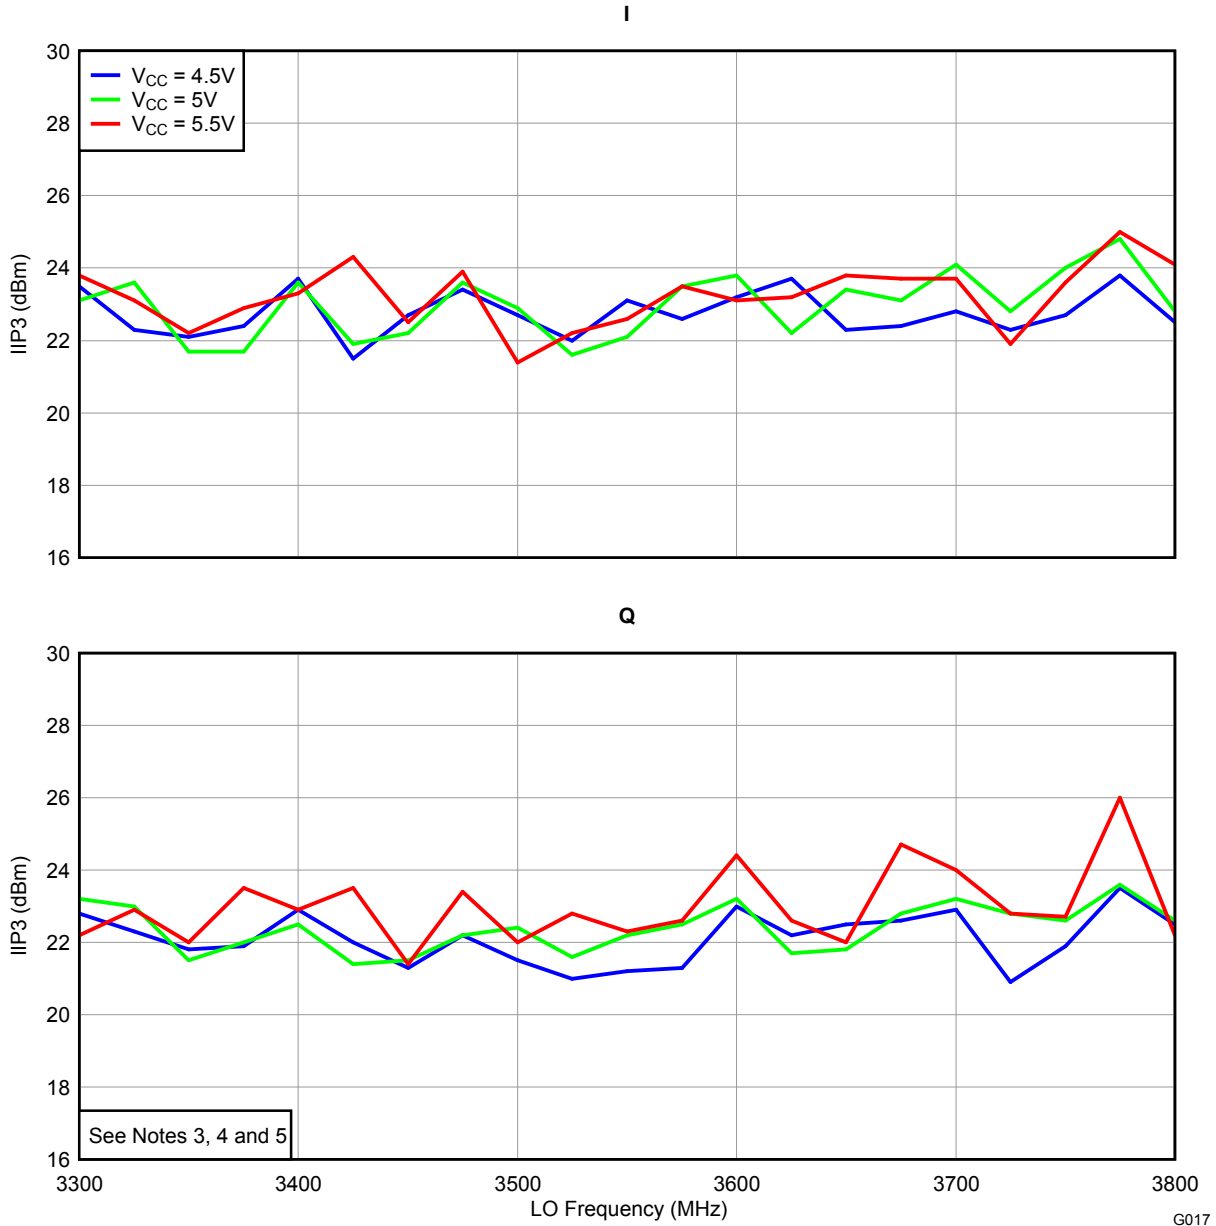 I
30
28
26
24
22
20
18
16
IIP3 (dBm)
VCC = 4.5V
VCC = 5V
VCC = 5.5V
Q
30
28
26
24
22
20
18
16
IIP3 (dBm)
See Notes 3, 4 and 5
3300 3400 3500 3600 3700 3800
LO Frequency (MHz)
G017